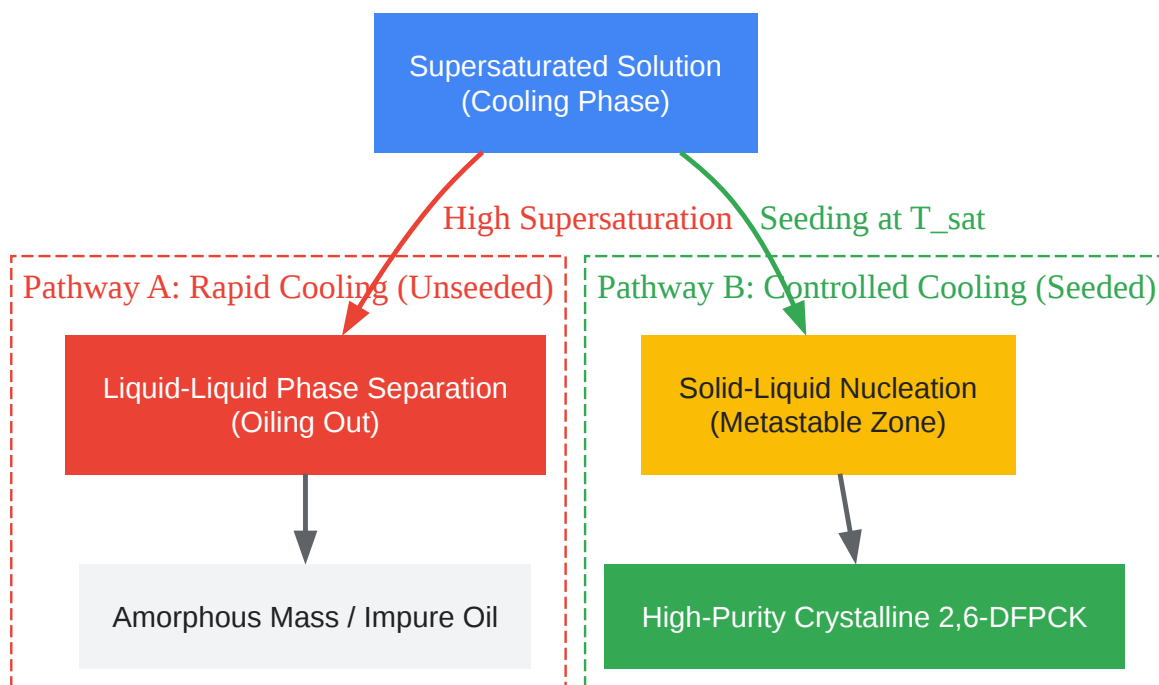 Supersaturated Solution
(Cooling Phase)
High Supersaturation
Seeding at T_sat
Pathway A: Rapid Cooling (Unseeded)
Pathway B: Controlled Cooling (Seeded)
Liquid-Liquid Phase Separation
(Oiling Out)
Solid-Liquid Nucleation
(Metastable Zone)
Amorphous Mass / Impure Oil
High-Purity Crystalline 2,6-DFPCK